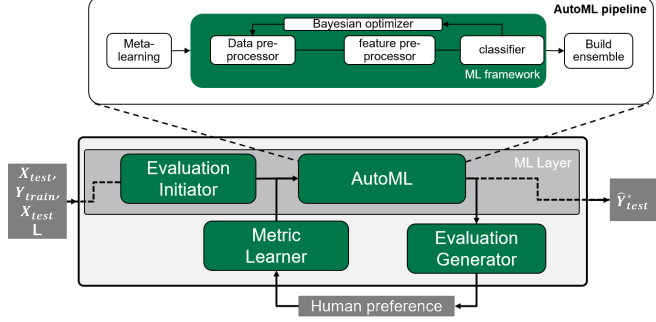 AutoML pipeline
Bayesian optimizer
Meta-
learning
Data pre-
processor
feature pre-
processor
classifier
Build
ensemble
ML framework
ML Layer
Evaluation
Initiator
AutoML
X_test,
Y_train,
X_test
L
Ŷ*_test
Metric
Learner
Evaluation
Generator
Human preference